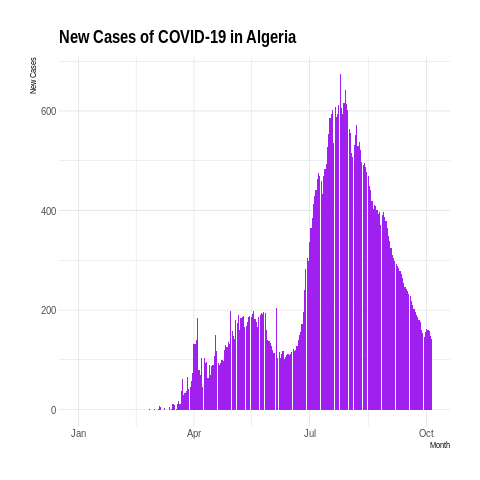 New Cases of COVID-19 in Algeria
New Cases
600
400
200
0
Jan Apr Jul Oct
Month